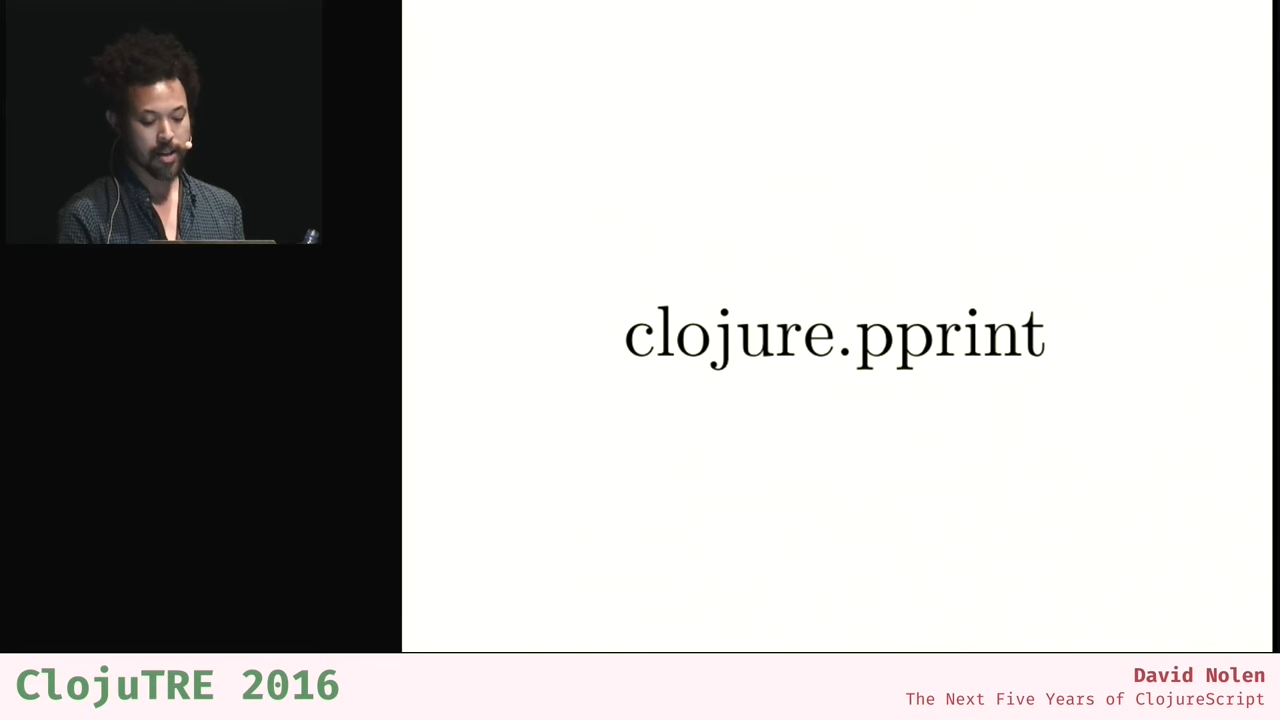 clojure.pprint
ClojuTRE 2016
David Nolen
The Next Five Years of ClojureScript